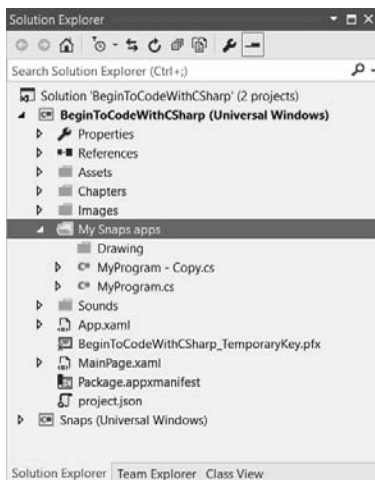 Solution Explorer
Search Solution Explorer (Ctrl+;)
Solution 'BeginToCodeWithCSharp' (2 projects)
C# BeginToCodeWithCSharp (Universal Windows)
Properties
References
Assets
Chapters
Images
My Snaps apps
Drawing
C# MyProgram - Copy.cs
C# MyProgram.cs
Sounds
App.xaml
BeginToCodeWithCSharp_TemporaryKey.pfx
MainPage.xaml
Package.appxmanifest
project.json
C# Snaps (Universal Windows)
Solution Explorer Team Explorer Class View